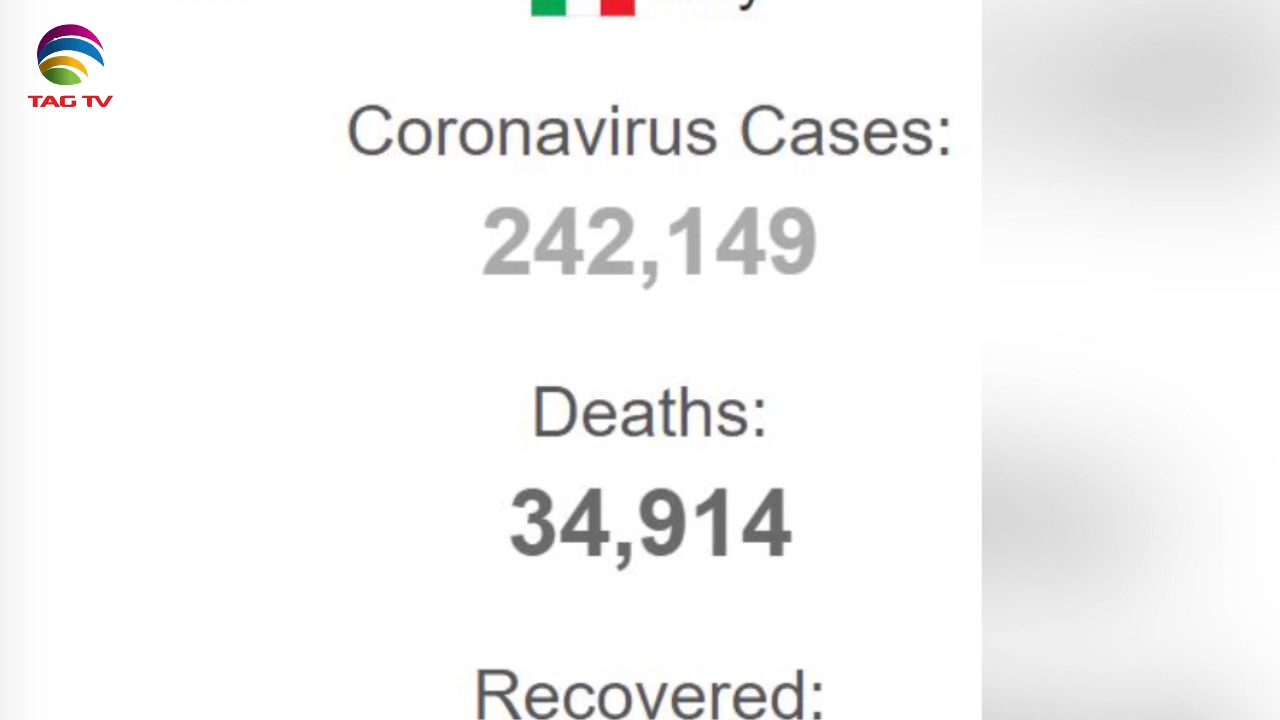 TAG TV
Coronavirus Cases:
242,149
Deaths:
34,914
Recovered: